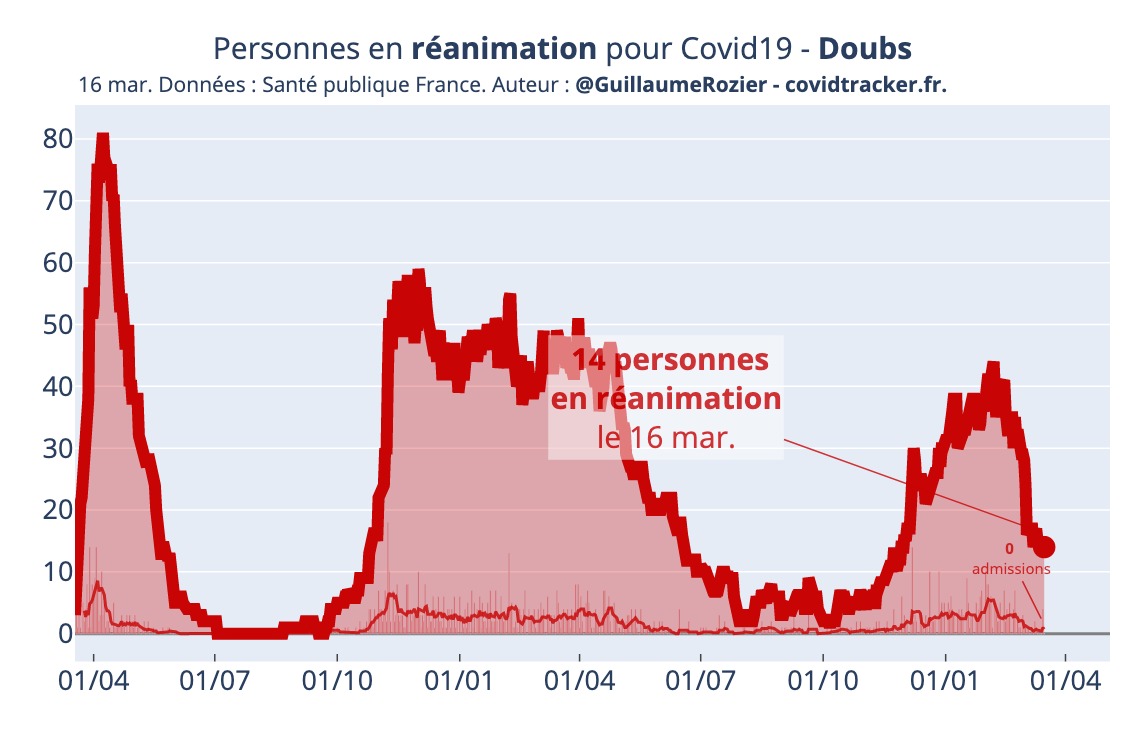 Personnes en réanimation pour Covid19 - Doubs
16 mar. Données : Santé publique France. Auteur : @GuillaumeRozier - covidtracker.fr.
80
70
60
50
40
30
20
10
0
14 personnes
en réanimation
le 16 mar.
0
admissions
01/04 01/07 01/10 01/01 01/04 01/07 01/10 01/01 01/04